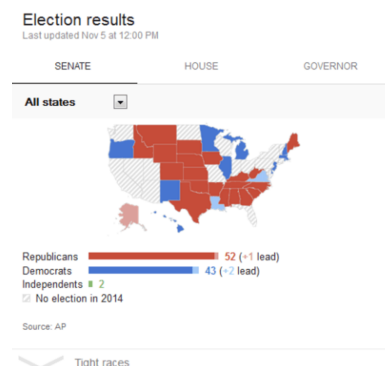 Election results
Last updated Nov 5 at 12:00 PM
SENATE HOUSE GOVERNOR
All states
Republicans 52 (+1 lead)
Democrats 43 (+2 lead)
Independents 2
No election in 2014
Source: AP
Tight races